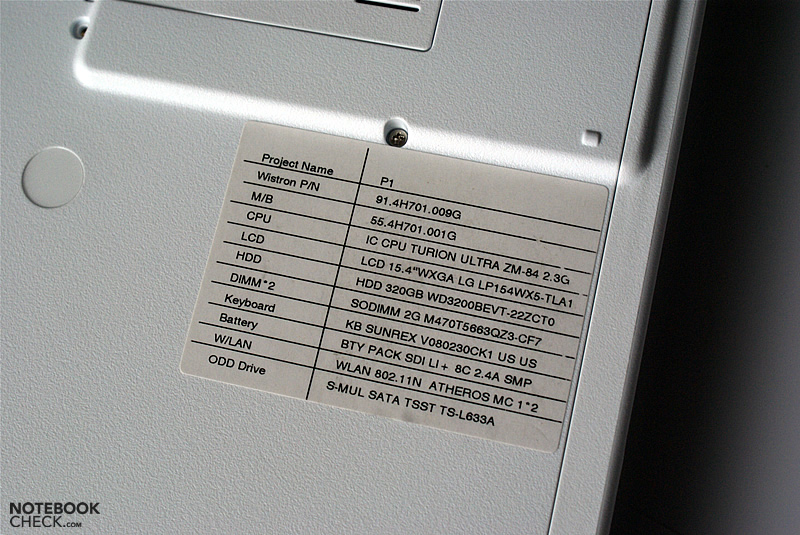 Project Name P1
Wistron P/N 91.4H701.009G
M/B 55.4H701.001G
CPU IC CPU TURION ULTRA ZM-84 2.3G
LCD LCD 15.4"WXGA LG LP154WX5-TLA1
HDD HDD 320GB WD3200BEVT-22ZCT0
DIMM*2 SODIMM 2G M470T5663QZ3-CF7
Keyboard KB SUNREX V080230CK1 US US
Battery BTY PACK SDI LI+ 8C 2.4A SMP
W/LAN WLAN 802.11N ATHEROS MC 1*2
ODD Drive S-MUL SATA TSST TS-L633A
NOTEBOOK
CHECK.COM